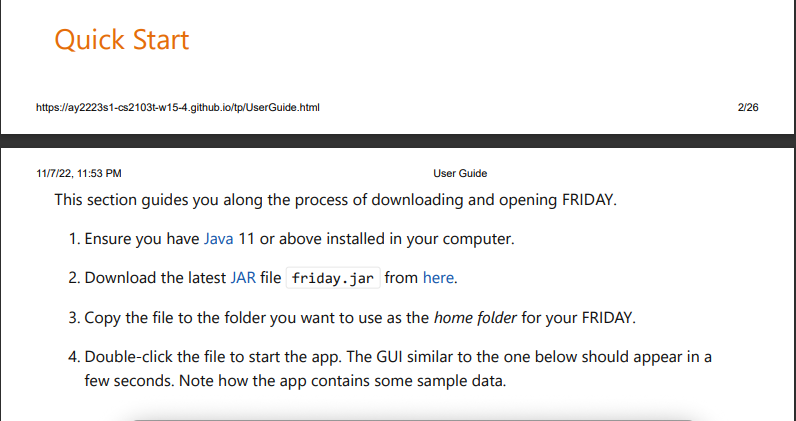 Quick Start
https://ay2223s1-cs2103t-w15-4.github.io/tp/UserGuide.html 2/26
11/7/22, 11:53 PM User Guide
This section guides you along the process of downloading and opening FRIDAY.
1. Ensure you have Java 11 or above installed in your computer.
2. Download the latest JAR file friday.jar from here.
3. Copy the file to the folder you want to use as the home folder for your FRIDAY.
4. Double-click the file to start the app. The GUI similar to the one below should appear in a
few seconds. Note how the app contains some sample data.